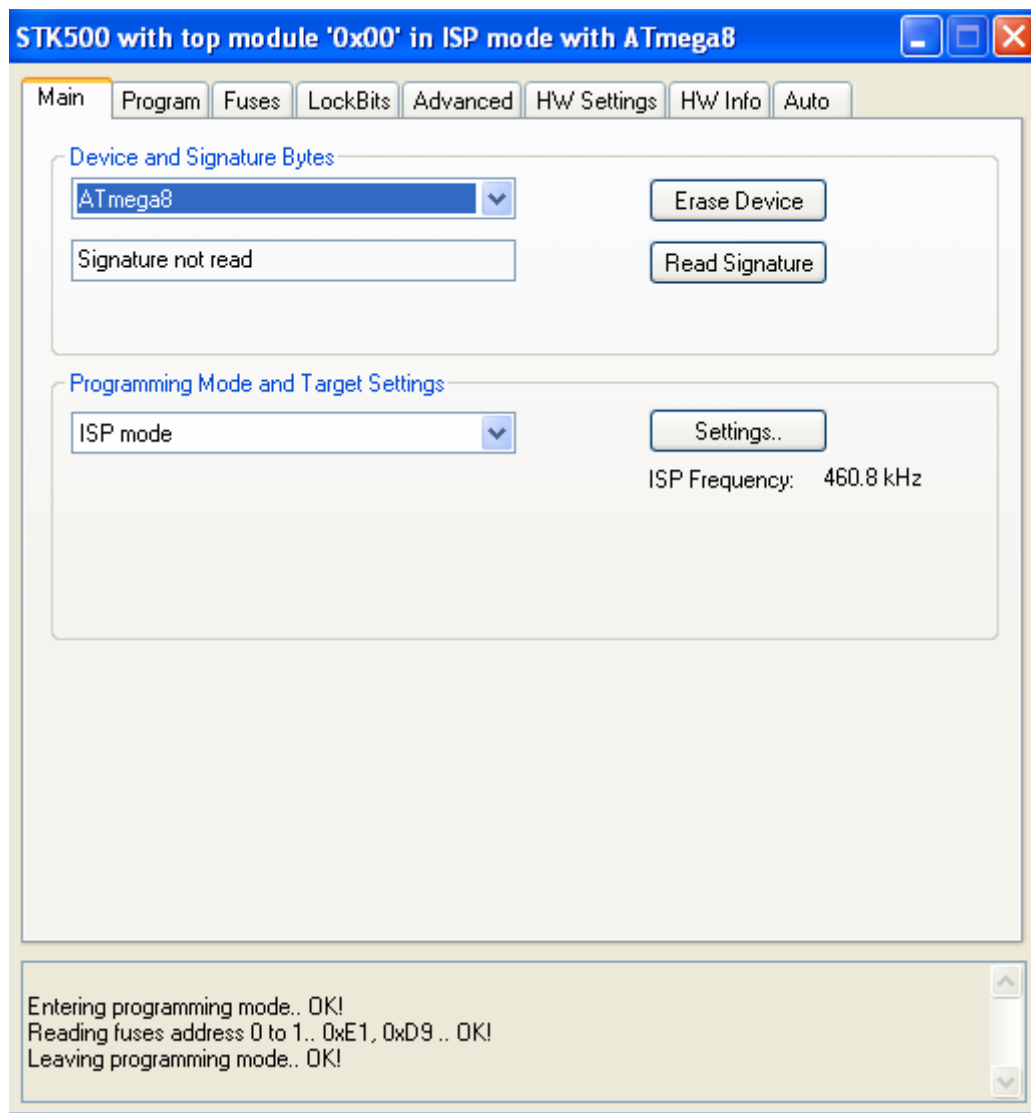 STK500 with top module '0x00' in ISP mode with ATmega8
Main Program Fuses LockBits Advanced HW Settings HW Info Auto
Device and Signature Bytes
ATmega8
Erase Device
Signature not read
Read Signature
Programming Mode and Target Settings
ISP mode
Settings..
ISP Frequency: 460.8 kHz
Entering programming mode.. OK!
Reading fuses address 0 to 1.. 0xE1, 0xD9 .. OK!
Leaving programming mode.. OK!